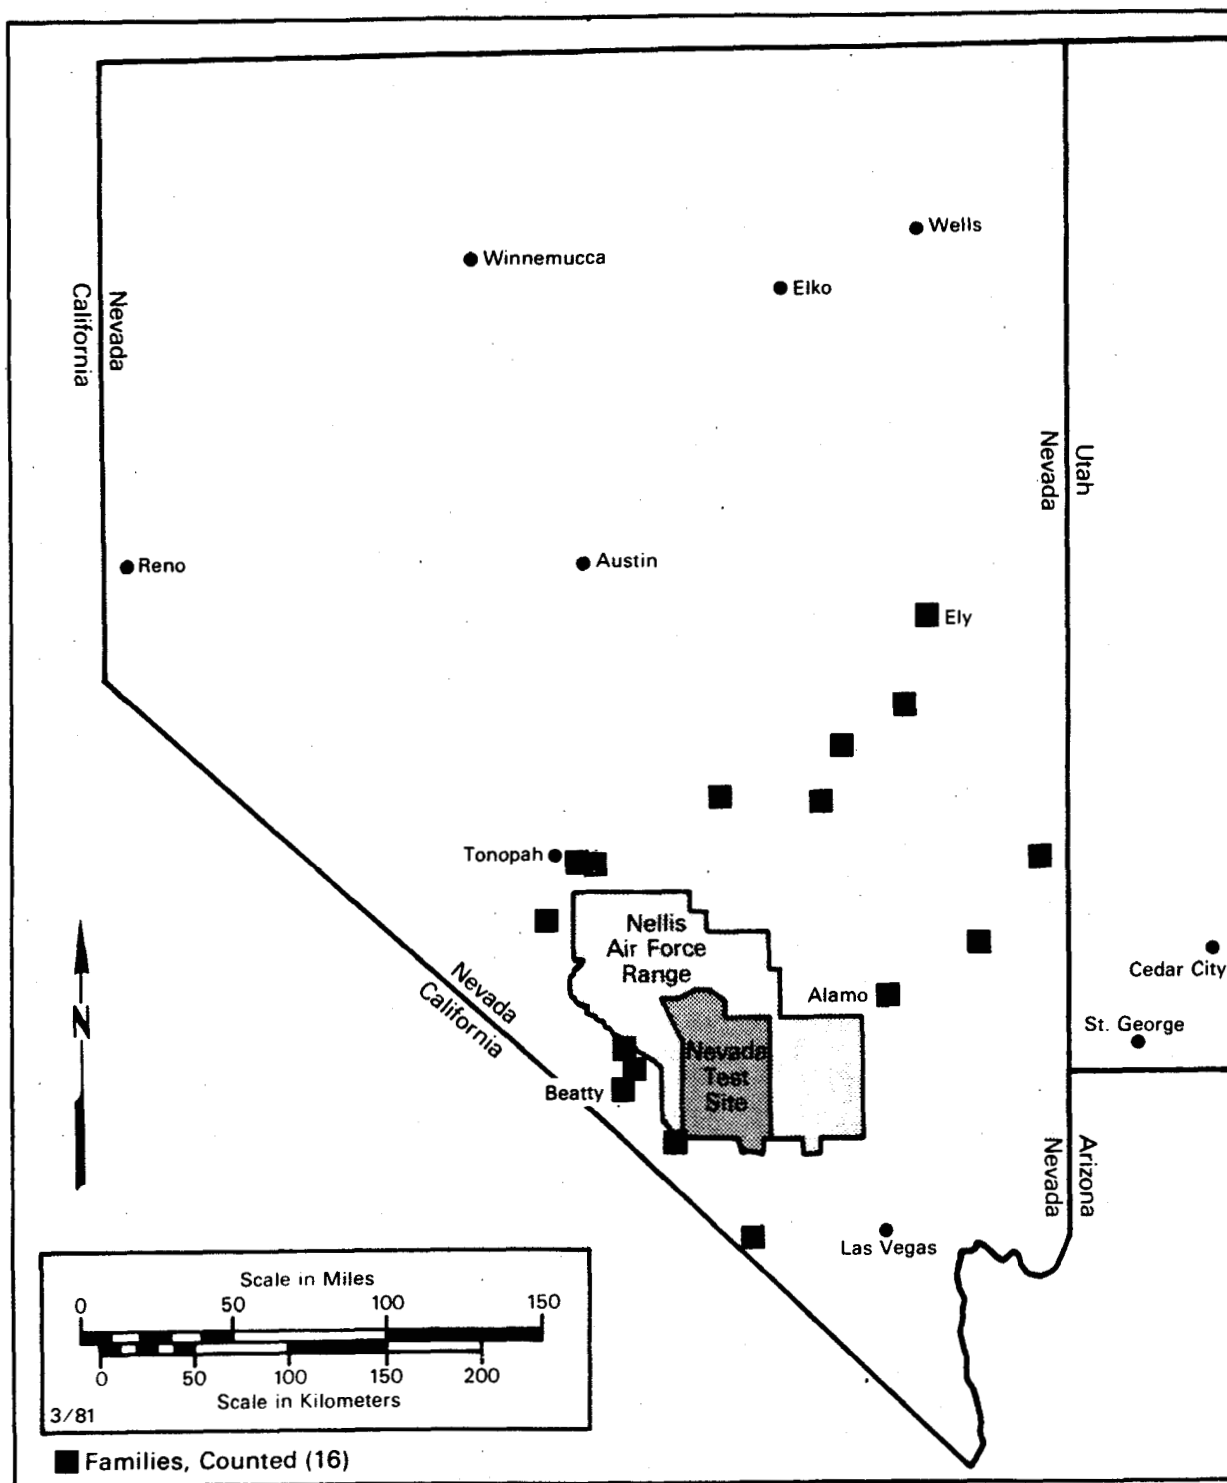 Wells
Winnemucca
Elko
Nevada
California
Nevada
Utah
Reno
Austin
Ely
Tonopah
Nellis
Air Force
Range
Nevada
California
Cedar City
Alamo
N
St. George
Nevada
Test
Site
Beatty
Nevada
Arizona
Las Vegas
Scale in Miles
0 50 100 150
0 50 100 150 200
Scale in Kilometers
3/81
Families, Counted (16)